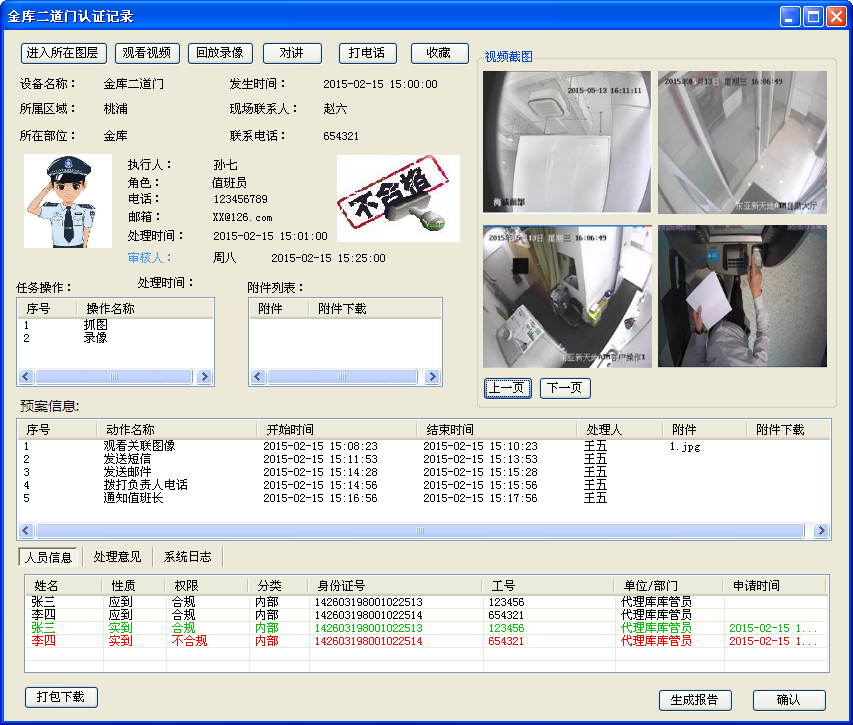 金库二道门认证记录
进入所在图层 观看视频 回放录像 对讲 打电话 收藏
设备名称： 金库二道门 发生时间： 2015-02-15 15:00:00
所属区域： 桃浦 现场联系人： 赵六
所在部位： 金库 联系电话： 654321
执行人： 孙七
角色： 值班员
电话： 123456789
邮箱： XX@126.com
处理时间： 2015-02-15 15:01:00
审核人： 周八 2015-02-15 15:25:00
处理时间：
不合格
视频截图
2015-05-13 16:11:11
2015年05月13日 星期三 16:06:49
2015年05月13日 星期三 16:06:49
上一页 下一页
任务操作：
序号 操作名称
1 抓图
2 录像
附件列表：
附件 附件下载
预案信息:
序号 动作名称 开始时间 结束时间 处理人 附件 附件下载
1 观看关联图像 2015-02-15 15:08:23 2015-02-15 15:10:23 王五 1.jpg
2 发送短信 2015-02-15 15:11:53 2015-02-15 15:13:53 王五
3 发送邮件 2015-02-15 15:14:28 2015-02-15 15:15:28 王五
4 拨打负责人电话 2015-02-15 15:14:56 2015-02-15 15:15:56 王五
5 通知值班长 2015-02-15 15:16:56 2015-02-15 15:17:56 王五
人员信息 处理意见 系统日志
姓名 性质 权限 分类 身份证号 工号 单位/部门 申请时间
张三 应到 合规 内部 142603198001022513 123456 代理库库管员
李四 应到 合规 内部 142603198001022514 654321 代理库库管员
张三 实到 合规 内部 142603198001022513 123456 代理库库管员 2015-02-15 1...
李四 实到 不合规 内部 142603198001022514 654321 代理库库管员 2015-02-15 1...
打包下载 生成报告 确认